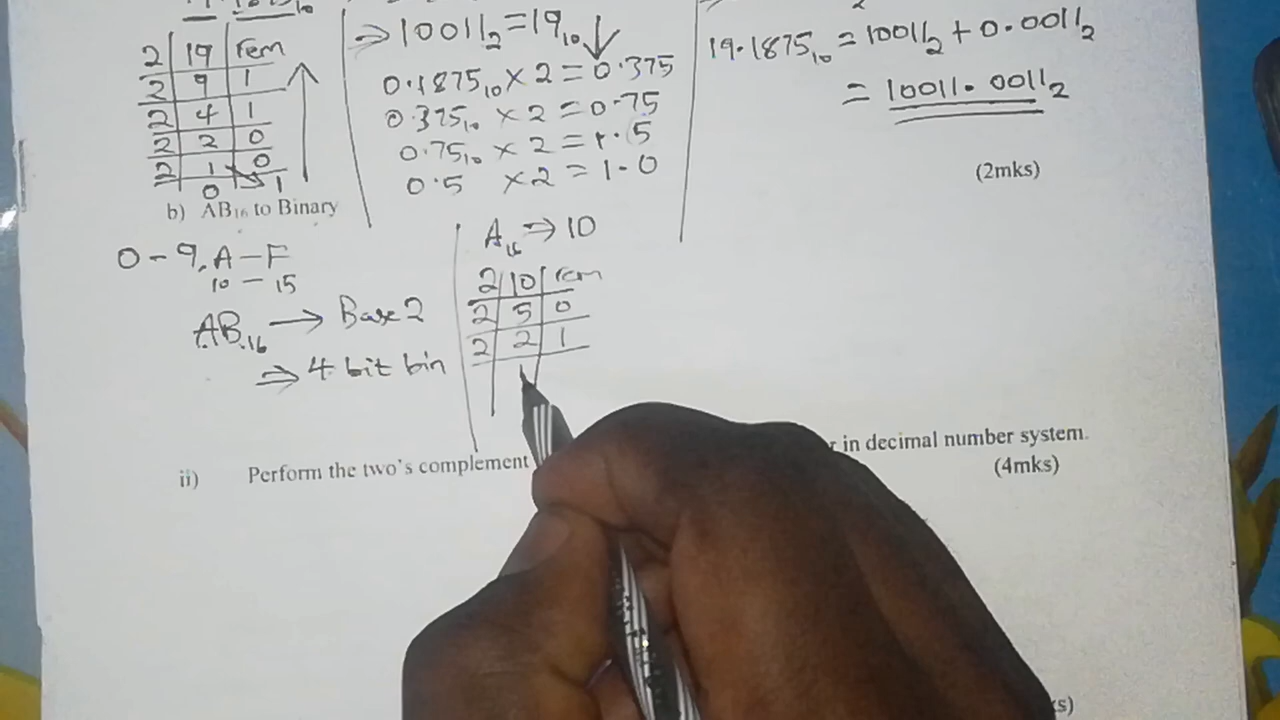 2 19 rem
2 9 1
2 4 1
2 2 0
2 1 0
0 1
⇒ 10011₂ = 19₁₀
0.1875₁₀ × 2 = 0.375
0.375₁₀ × 2 = 0.75
0.75₁₀ × 2 = 1.5
0.5 × 2 = 1.0
19.1875₁₀ = 10011₂ + 0.0011₂
= 10011.0011₂
(2mks)
b) AB₁₆ to Binary
0 - 9, A - F
10 - 15
AB₁₆ → Base 2
⇒ 4 bit bin
A₁₆ ⇒ 10
2 10 rem
2 5 0
2 2 1
ii) Perform the two's complement in decimal number system.
(4mks)
s)